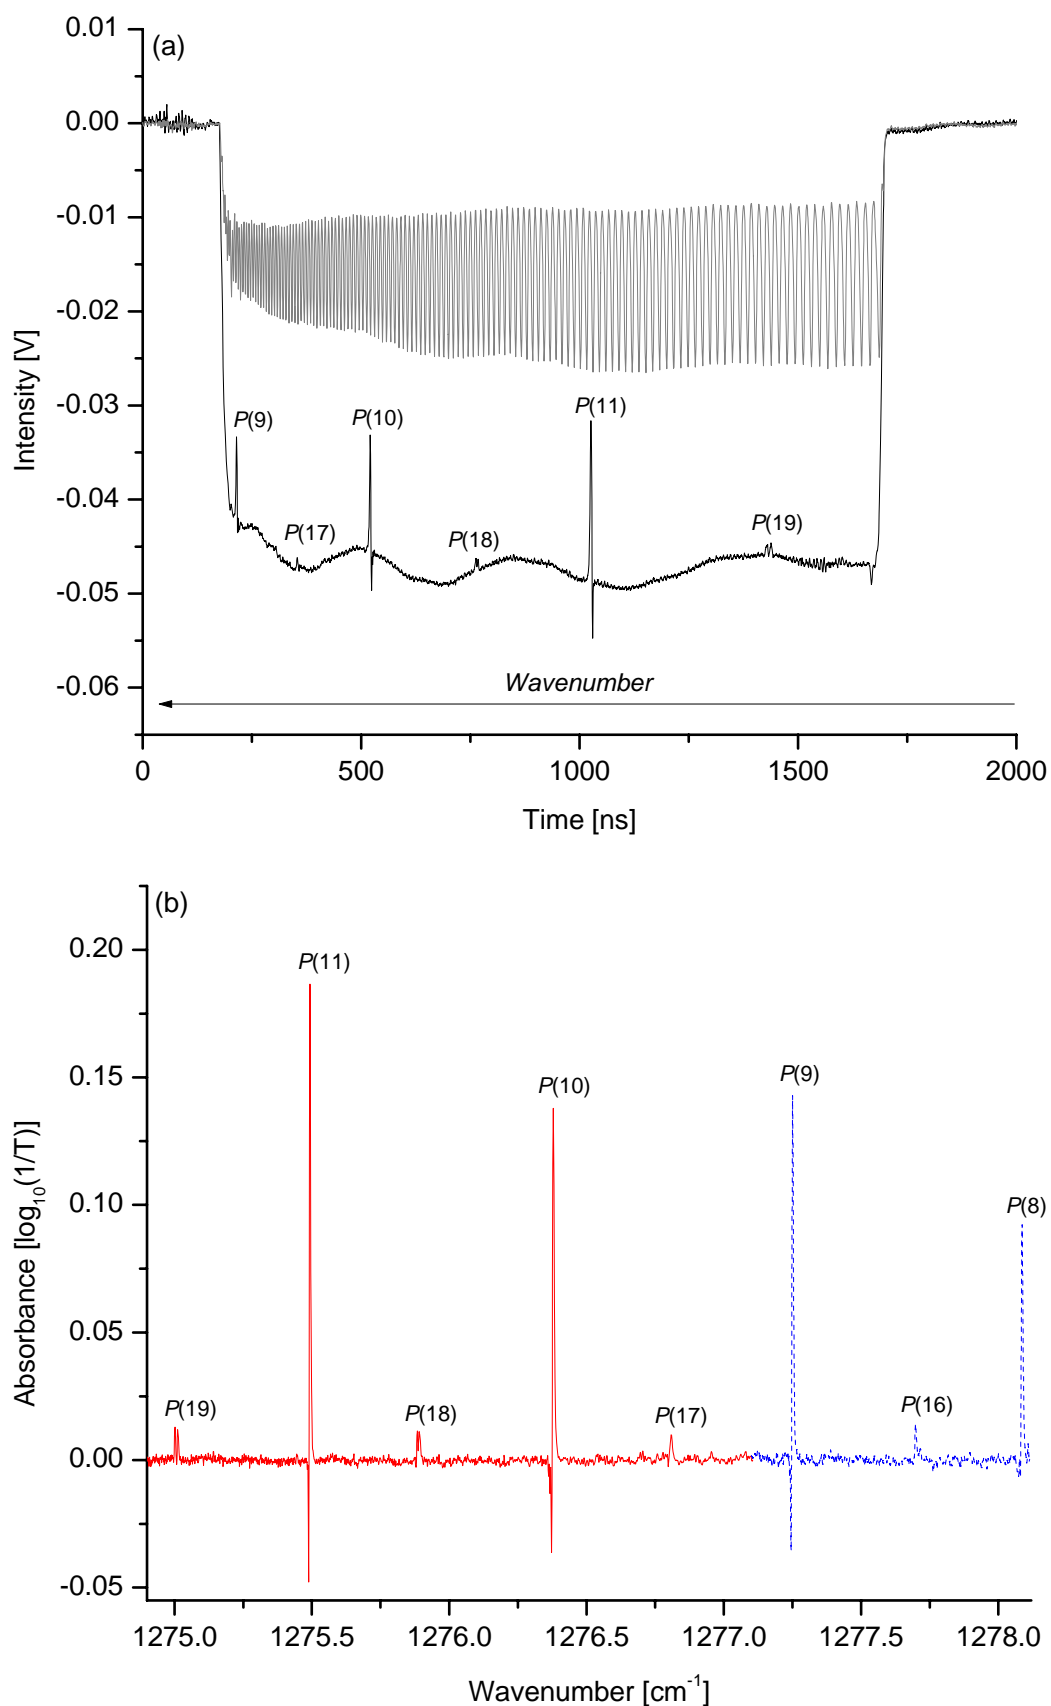 (a)
0.01
0.00
-0.01
-0.02
-0.03
-0.04
-0.05
-0.06
Intensity [V]
P(9)
P(10)
P(11)
P(17)
P(18)
P(19)
Wavenumber
0 500 1000 1500 2000
Time [ns]
(b)
0.20
0.15
0.10
0.05
0.00
-0.05
Absorbance [log₁₀(1/T)]
P(11)
P(10)
P(9)
P(8)
P(19)
P(18)
P(17)
P(16)
1275.0 1275.5 1276.0 1276.5 1277.0 1277.5 1278.0
Wavenumber [cm⁻¹]